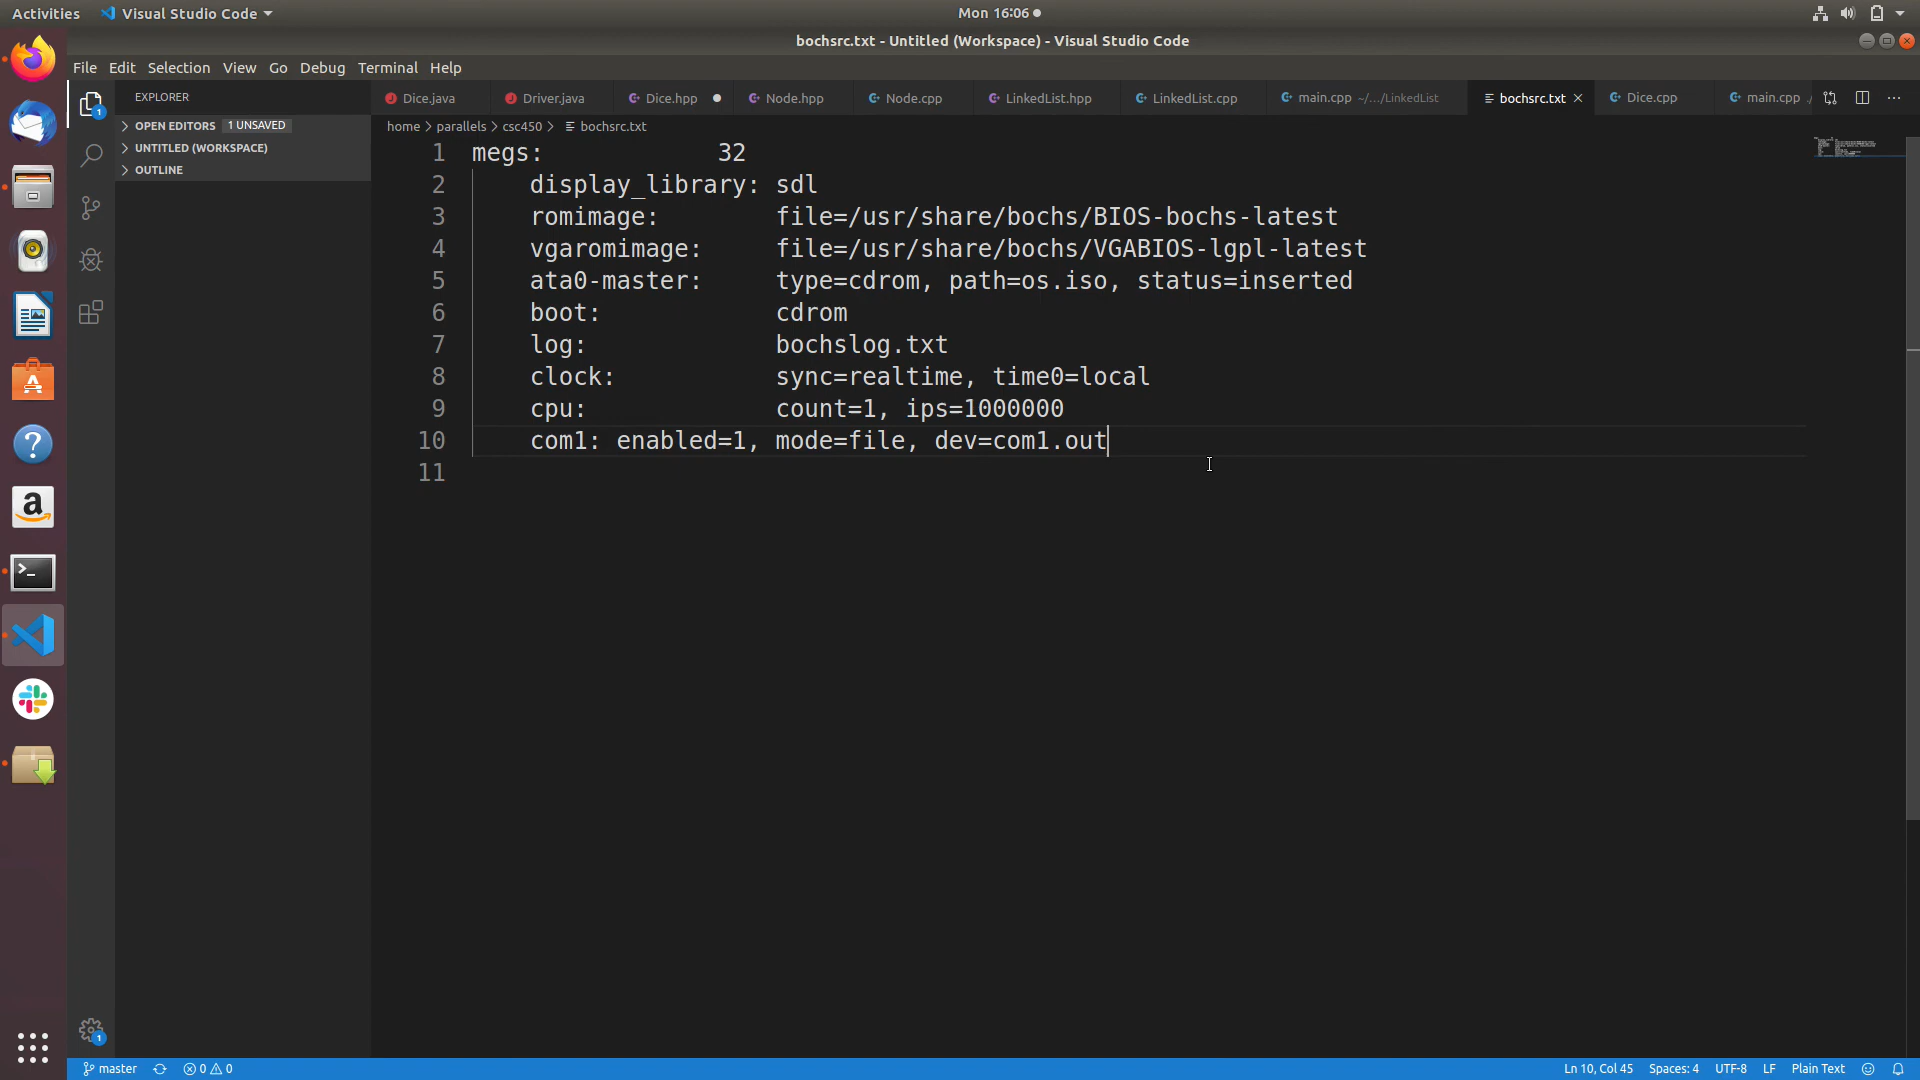 Activities Visual Studio Code Mon 16:06
bochsrc.txt - Untitled (Workspace) - Visual Studio Code
File Edit Selection View Go Debug Terminal Help
EXPLORER
Dice.java Driver.java Dice.hpp Node.hpp Node.cpp LinkedList.hpp LinkedList.cpp main.cpp ~/.../LinkedList bochsrc.txt Dice.cpp main.cpp
OPEN EDITORS 1 UNSAVED
UNTITLED (WORKSPACE)
OUTLINE
home > parallels > csc450 > bochsrc.txt
1 megs: 32
2 display_library: sdl
3 romimage: file=/usr/share/bochs/BIOS-bochs-latest
4 vgaromimage: file=/usr/share/bochs/VGABIOS-lgpl-latest
5 ata0-master: type=cdrom, path=os.iso, status=inserted
6 boot: cdrom
7 log: bochslog.txt
8 clock: sync=realtime, time0=local
9 cpu: count=1, ips=1000000
10 com1: enabled=1, mode=file, dev=com1.out
11
master 0 0 Ln 10, Col 45 Spaces: 4 UTF-8 LF Plain Text